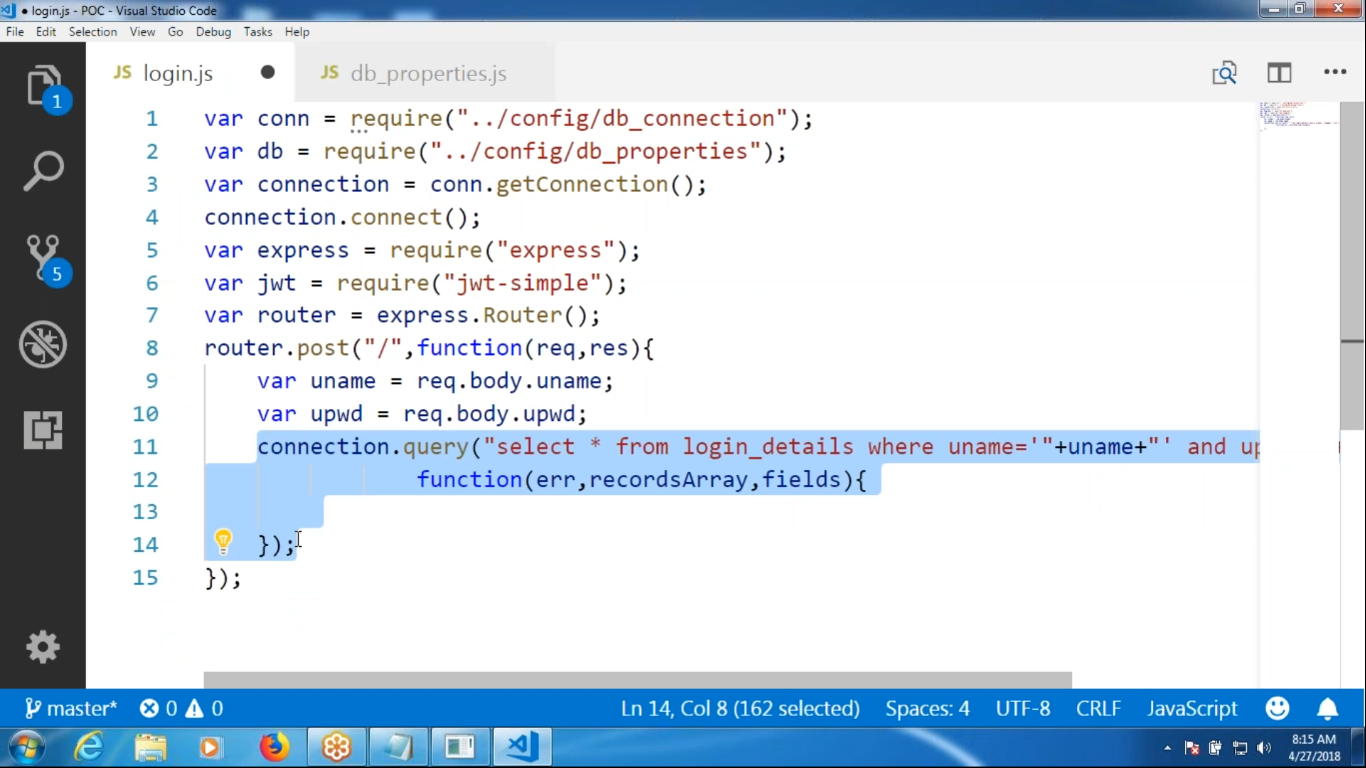 ● login.js - POC - Visual Studio Code
File Edit Selection View Go Debug Tasks Help
JS login.js ● JS db_properties.js
1 var conn = require("../config/db_connection");
2 var db = require("../config/db_properties");
3 var connection = conn.getConnection();
4 connection.connect();
5 var express = require("express");
6 var jwt = require("jwt-simple");
7 var router = express.Router();
8 router.post("/",function(req,res){
9 var uname = req.body.uname;
10 var upwd = req.body.upwd;
11 connection.query("select * from login_details where uname='"+uname+"' and up
12 function(err,recordsArray,fields){
13
14 });
15 });
1
5
master* 0 0 Ln 14, Col 8 (162 selected) Spaces: 4 UTF-8 CRLF JavaScript
8:15 AM
4/27/2018